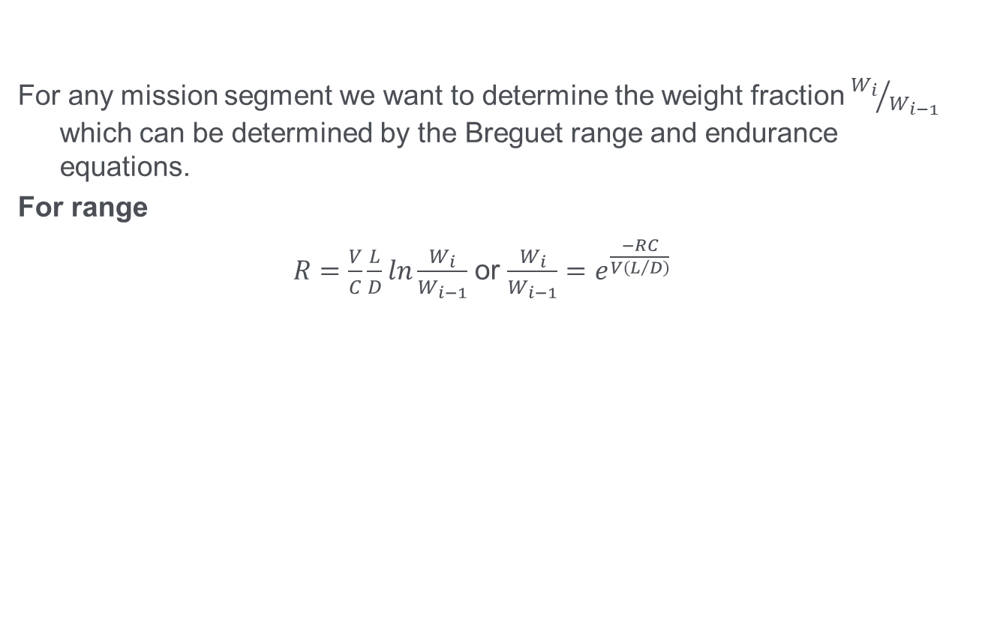 For any mission segment we want to determine the weight fraction W_i/W_{i−1}
which can be determined by the Breguet range and endurance
equations.
For range
R = \frac{V}{C} \frac{L}{D} ln \frac{W_i}{W_{i−1}} or \frac{W_i}{W_{i−1}} = e^{\frac{−RC}{V(L/D)}}